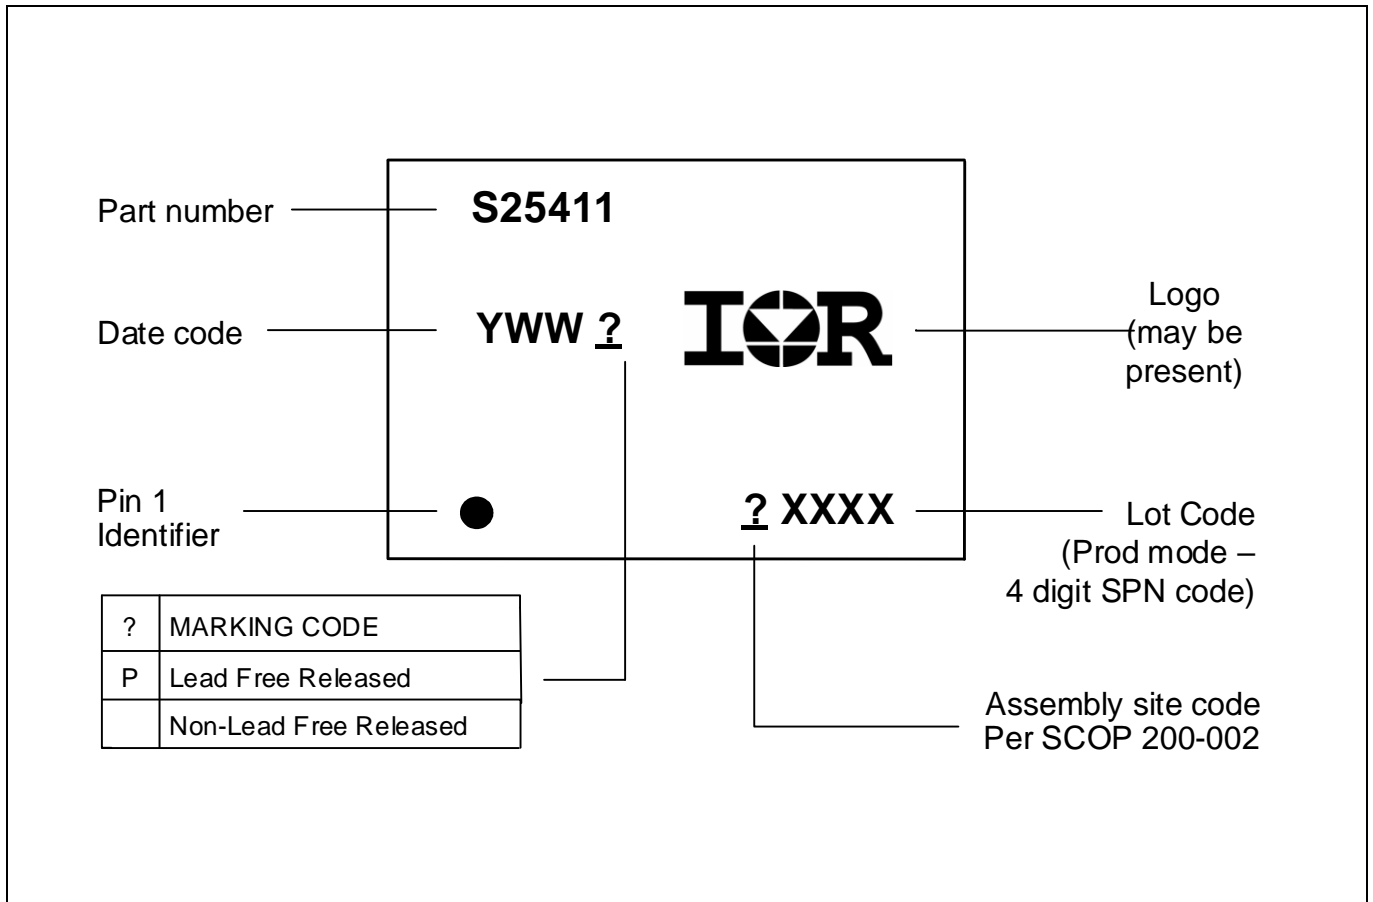 Part number
S25411
Date code
YWW ?
IOR
Logo
(may be
present)
Pin 1
Identifier
? XXXX
Lot Code
(Prod mode –
4 digit SPN code)
? MARKING CODE
P Lead Free Released
Non-Lead Free Released
Assembly site code
Per SCOP 200-002